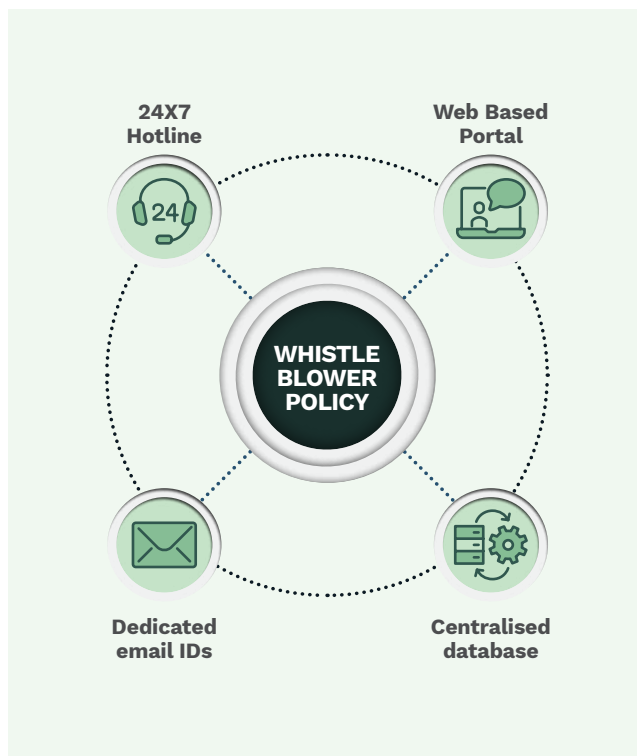 24X7
Hotline
Web Based
Portal
24
WHISTLE
BLOWER
POLICY
Dedicated
email IDs
Centralised
database